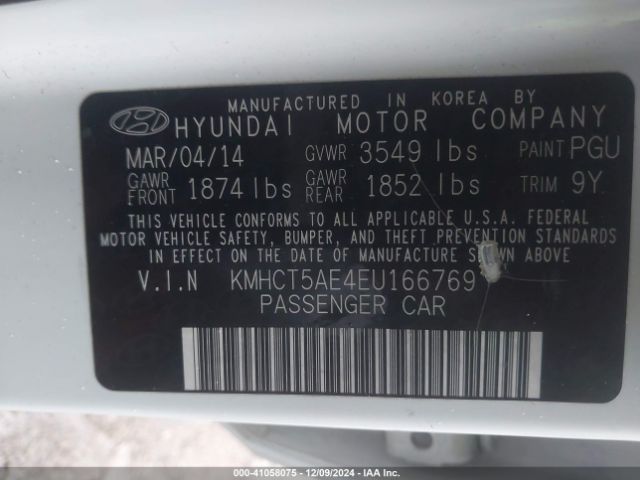 MANUFACTURED IN KOREA BY
HYUNDAI MOTOR COMPANY
MAR/04/14 GVWR 3549 lbs PAINT PGU
GAWR FRONT 1874 lbs GAWR REAR 1852 lbs TRIM 9Y
THIS VEHICLE CONFORMS TO ALL APPLICABLE U.S.A. FEDERAL
MOTOR VEHICLE SAFETY, BUMPER, AND THEFT PREVENTION STANDARDS
IN EFFECT ON THE DATE OF MANUFACTURE SHOWN ABOVE
V.I.N KMHCT5AE4EU166769
PASSENGER CAR
000-41058075 - 12/09/2024 - IAA Inc.